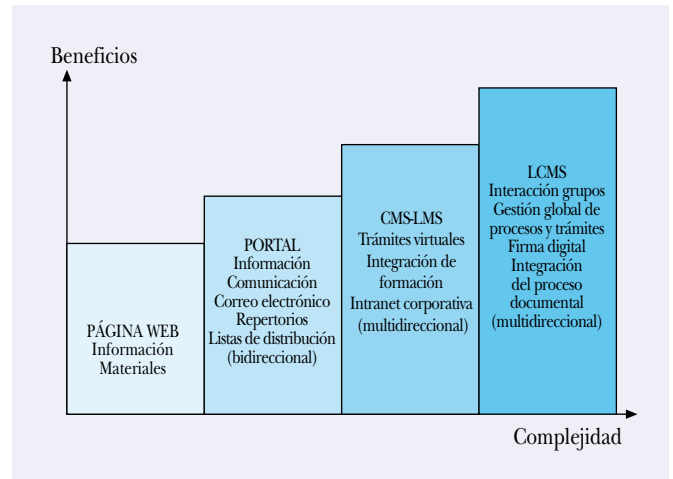 Beneficios
PÁGINA WEB
Información
Materiales
PORTAL
Información
Comunicación
Correo electrónico
Repertorios
Listas de distribución
(bidireccional)
CMS-LMS
Trámites virtuales
Integración de
formación
Intranet corporativa
(multidireccional)
LCMS
Interacción grupos
Gestión global de
procesos y trámites
Firma digital
Integración
del proceso
documental
(multidireccional)
Complejidad